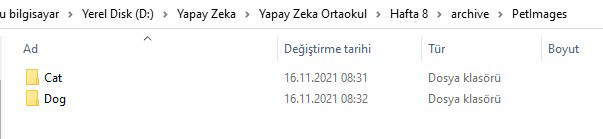 u bilgisayar > Yerel Disk (D:) > Yapay Zeka > Yapay Zeka Ortaokul > Hafta 8 > archive > PetImages
Ad Değiştirme tarihi Tür Boyut
Cat 16.11.2021 08:31 Dosya klasörü
Dog 16.11.2021 08:32 Dosya klasörü